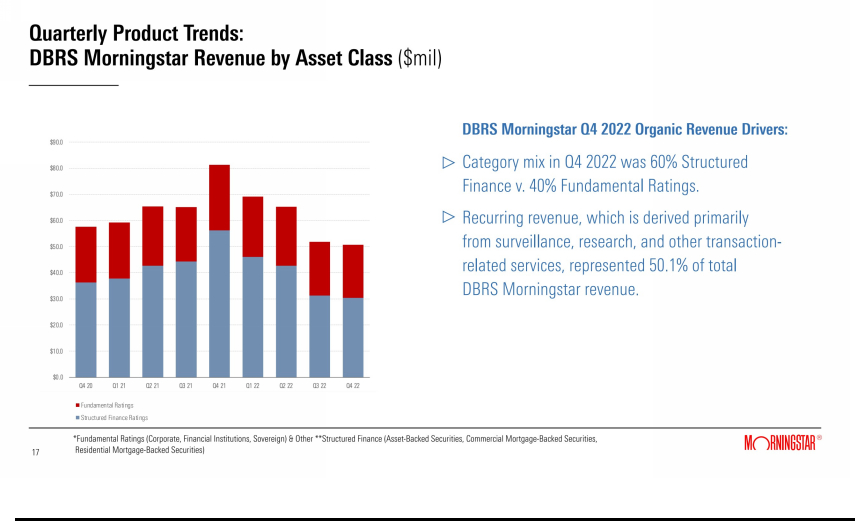 Quarterly Product Trends:
DBRS Morningstar Revenue by Asset Class ($mil)
DBRS Morningstar Q4 2022 Organic Revenue Drivers:
Category mix in Q4 2022 was 60% Structured
Finance v. 40% Fundamental Ratings.
Recurring revenue, which is derived primarily
from surveillance, research, and other transaction-
related services, represented 50.1% of total
DBRS Morningstar revenue.
$90.0
$80.0
$70.0
$60.0
$50.0
$40.0
$30.0
$20.0
$10.0
$0.0
Q4 20 Q1 21 Q2 21 Q3 21 Q4 21 Q1 22 Q2 22 Q3 22 Q4 22
Fundamental Ratings
Structured Finance Ratings
*Fundamental Ratings (Corporate, Financial Institutions, Sovereign) & Other **Structured Finance (Asset-Backed Securities, Commercial Mortgage-Backed Securities,
Residential Mortgage-Backed Securities)
17
MORNINGSTAR®